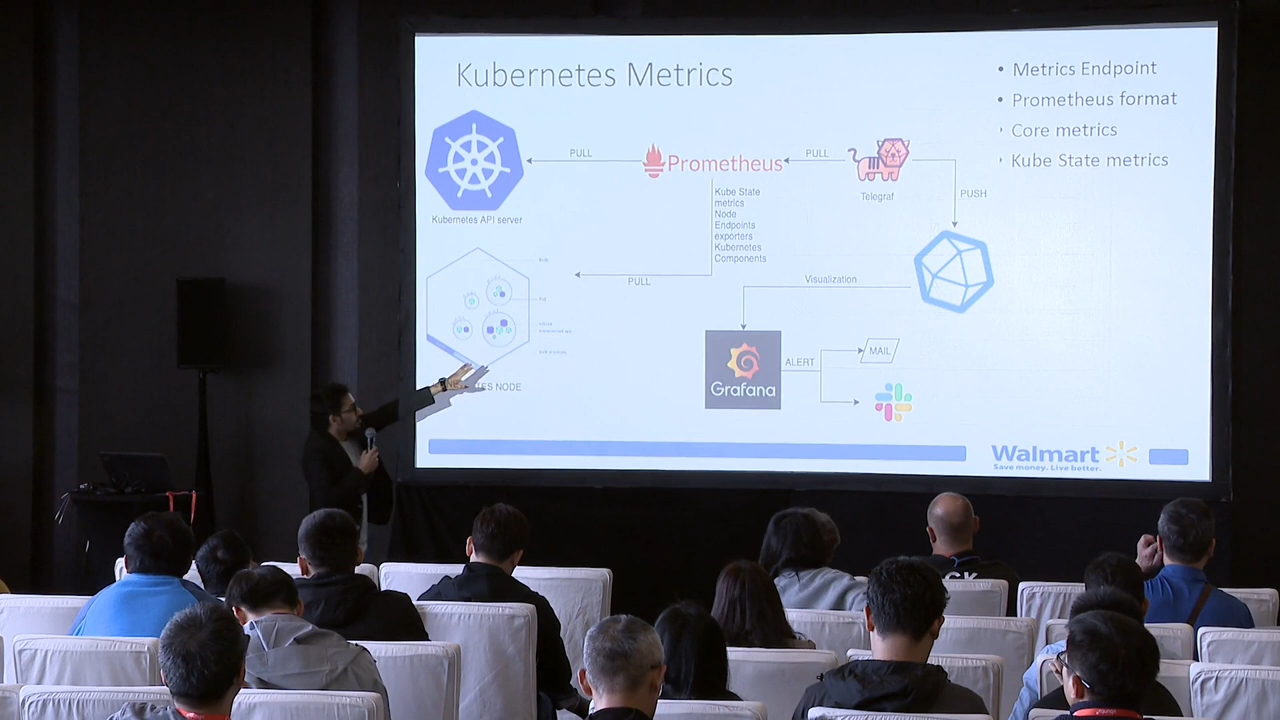 Kubernetes Metrics
• Metrics Endpoint
• Prometheus format
Core metrics
Kube State metrics
PULL
Prometheus
PULL
Telegraf
PUSH
Kubernetes API server
Kube State
metrics
Node
Endpoints
exporters
Kubernetes
Components
PULL
Visualization
Grafana
ALERT
MAIL
NODE
Walmart
Save money. Live better.